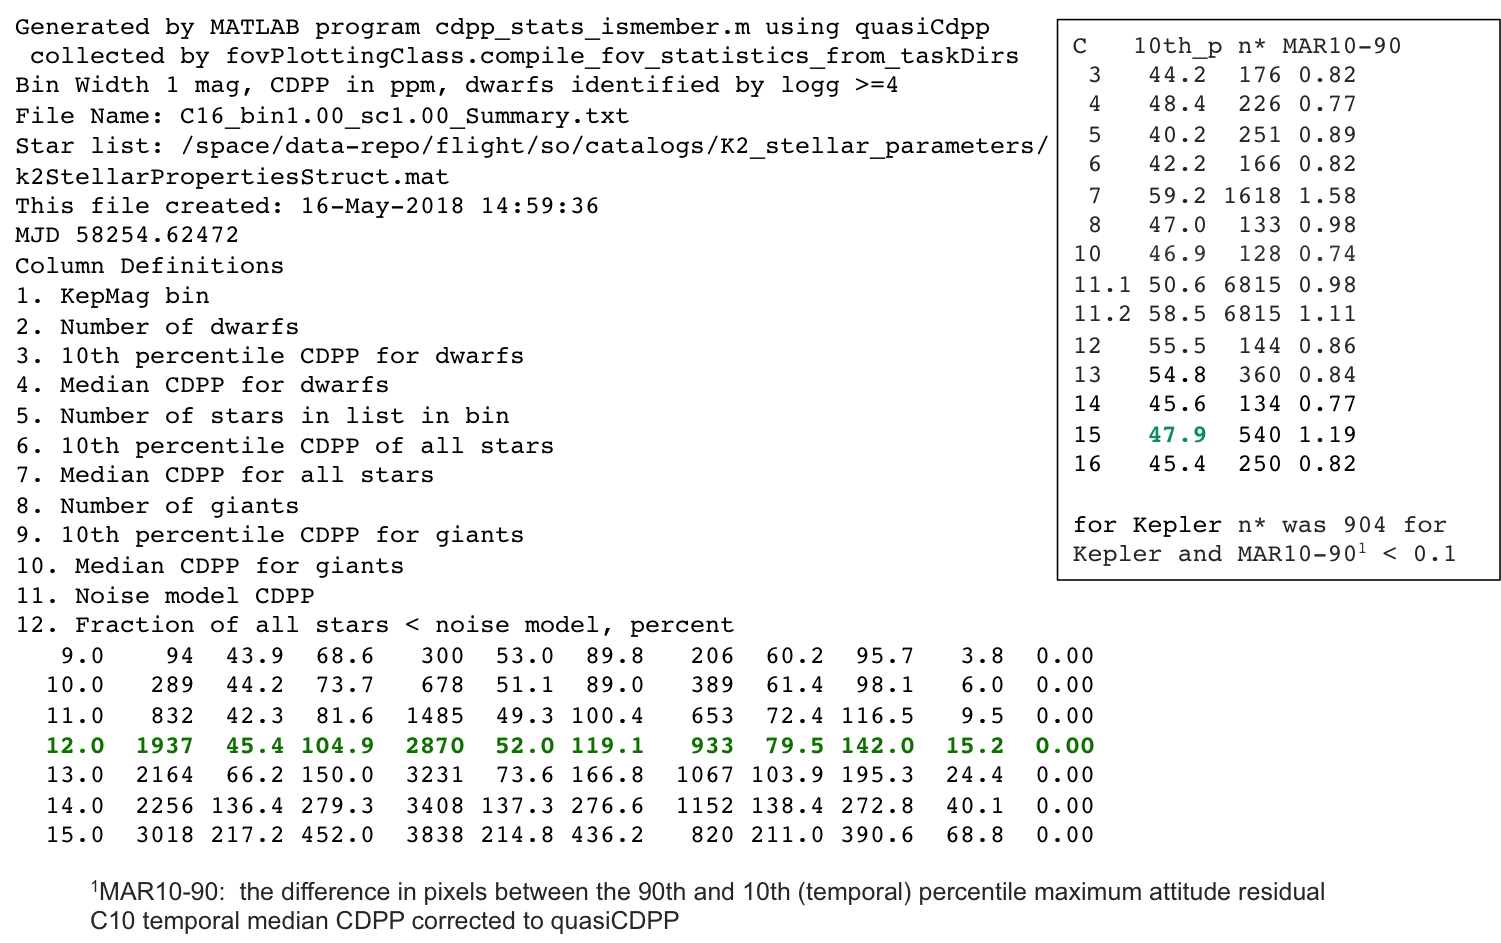 Generated by MATLAB program cdpp_stats_ismember.m using quasiCdpp
collected by fovPlottingClass.compile_fov_statistics_from_taskDirs
Bin Width 1 mag, CDPP in ppm, dwarfs identified by logg >=4
File Name: C16_bin1.00_sc1.00_Summary.txt
Star list: /space/data-repo/flight/so/catalogs/K2_stellar_parameters/
k2StellarPropertiesStruct.mat
This file created: 16-May-2018 14:59:36
MJD 58254.62472
Column Definitions
1. KepMag bin
2. Number of dwarfs
3. 10th percentile CDPP for dwarfs
4. Median CDPP for dwarfs
5. Number of stars in list in bin
6. 10th percentile CDPP of all stars
7. Median CDPP for all stars
8. Number of giants
9. 10th percentile CDPP for giants
10. Median CDPP for giants
11. Noise model CDPP
12. Fraction of all stars < noise model, percent
9.0 94 43.9 68.6 300 53.0 89.8 206 60.2 95.7 3.8 0.00
10.0 289 44.2 73.7 678 51.1 89.0 389 61.4 98.1 6.0 0.00
11.0 832 42.3 81.6 1485 49.3 100.4 653 72.4 116.5 9.5 0.00
12.0 1937 45.4 104.9 2870 52.0 119.1 933 79.5 142.0 15.2 0.00
13.0 2164 66.2 150.0 3231 73.6 166.8 1067 103.9 195.3 24.4 0.00
14.0 2256 136.4 279.3 3408 137.3 276.6 1152 138.4 272.8 40.1 0.00
15.0 3018 217.2 452.0 3838 214.8 436.2 820 211.0 390.6 68.8 0.00
C 10th_p n* MAR10-90
3 44.2 176 0.82
4 48.4 226 0.77
5 40.2 251 0.89
6 42.2 166 0.82
7 59.2 1618 1.58
8 47.0 133 0.98
10 46.9 128 0.74
11.1 50.6 6815 0.98
11.2 58.5 6815 1.11
12 55.5 144 0.86
13 54.8 360 0.84
14 45.6 134 0.77
15 47.9 540 1.19
16 45.4 250 0.82
for Kepler n* was 904 for
Kepler and MAR10-90¹ < 0.1
¹MAR10-90: the difference in pixels between the 90th and 10th (temporal) percentile maximum attitude residual
C10 temporal median CDPP corrected to quasiCDPP